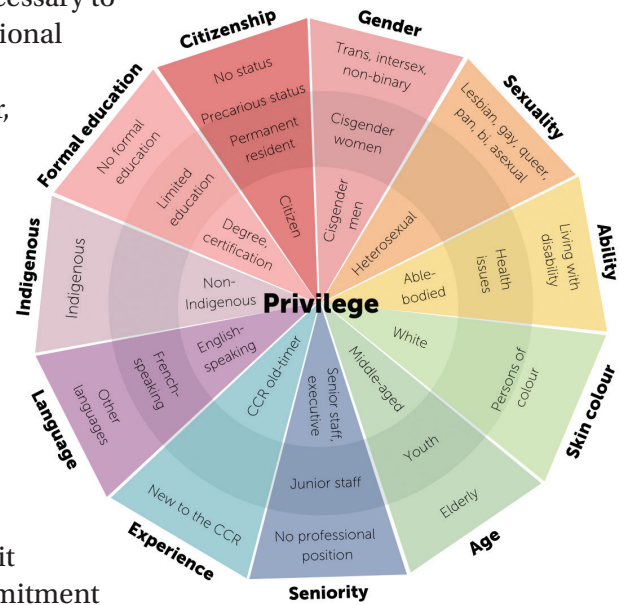 cessary to
ional
r,
it
mitment
Citizenship
No status
Precarious status
Permanent
resident
Citizen
Gender
Trans, intersex,
non-binary
Cisgender
women
Cisgender
men
Sexuality
Lesbian, gay, queer,
pan, bi, asexual
Heterosexual
Ability
Living with
disability
Health
issues
Able-
bodied
Skin colour
Persons of
colour
White
Age
Elderly
Youth
Middle-aged
Seniority
No professional
position
Junior staff
Senior staff,
executive
Experience
New to the CCR
CCR old-timer
Language
Other
languages
French-
speaking
English-
speaking
Indigenous
Indigenous
Non-
Indigenous
Formal education
No formal
education
Limited
education
Degree,
certification
Privilege